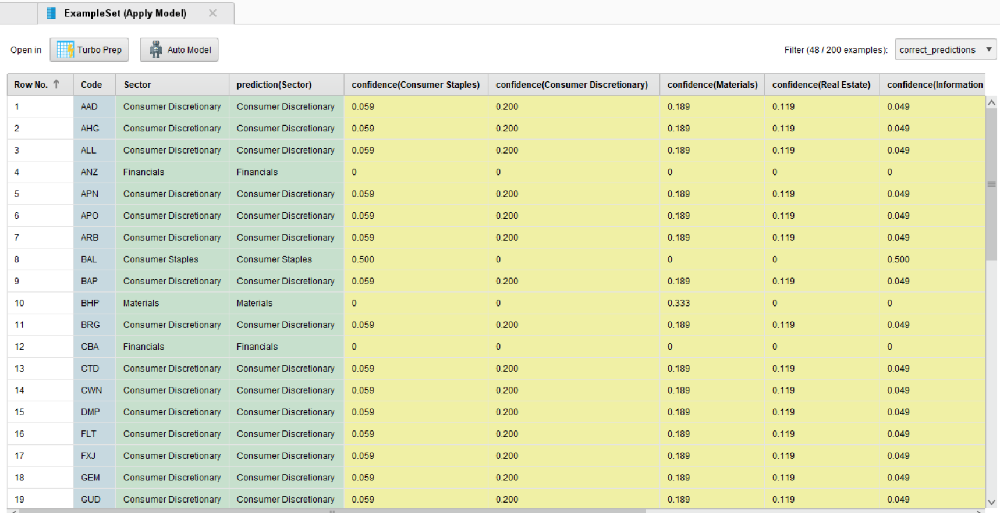 ExampleSet (Apply Model)
Open in Turbo Prep Auto Model Filter (48 / 200 examples): correct_predictions
Row No. Code Sector prediction(Sector) confidence(Consumer Staples) confidence(Consumer Discretionary) confidence(Materials) confidence(Real Estate) confidence(Information
1 AAD Consumer Discretionary Consumer Discretionary 0.059 0.200 0.189 0.119 0.049
2 AHG Consumer Discretionary Consumer Discretionary 0.059 0.200 0.189 0.119 0.049
3 ALL Consumer Discretionary Consumer Discretionary 0.059 0.200 0.189 0.119 0.049
4 ANZ Financials Financials 0 0 0 0 0
5 APN Consumer Discretionary Consumer Discretionary 0.059 0.200 0.189 0.119 0.049
6 APO Consumer Discretionary Consumer Discretionary 0.059 0.200 0.189 0.119 0.049
7 ARB Consumer Discretionary Consumer Discretionary 0.059 0.200 0.189 0.119 0.049
8 BAL Consumer Staples Consumer Staples 0.500 0 0 0 0.500
9 BAP Consumer Discretionary Consumer Discretionary 0.059 0.200 0.189 0.119 0.049
10 BHP Materials Materials 0 0 0.333 0 0
11 BRG Consumer Discretionary Consumer Discretionary 0.059 0.200 0.189 0.119 0.049
12 CBA Financials Financials 0 0 0 0 0
13 CTD Consumer Discretionary Consumer Discretionary 0.059 0.200 0.189 0.119 0.049
14 CWN Consumer Discretionary Consumer Discretionary 0.059 0.200 0.189 0.119 0.049
15 DMP Consumer Discretionary Consumer Discretionary 0.059 0.200 0.189 0.119 0.049
16 FLT Consumer Discretionary Consumer Discretionary 0.059 0.200 0.189 0.119 0.049
17 FXJ Consumer Discretionary Consumer Discretionary 0.059 0.200 0.189 0.119 0.049
18 GEM Consumer Discretionary Consumer Discretionary 0.059 0.200 0.189 0.119 0.049
19 GUD Consumer Discretionary Consumer Discretionary 0.059 0.200 0.189 0.119 0.049